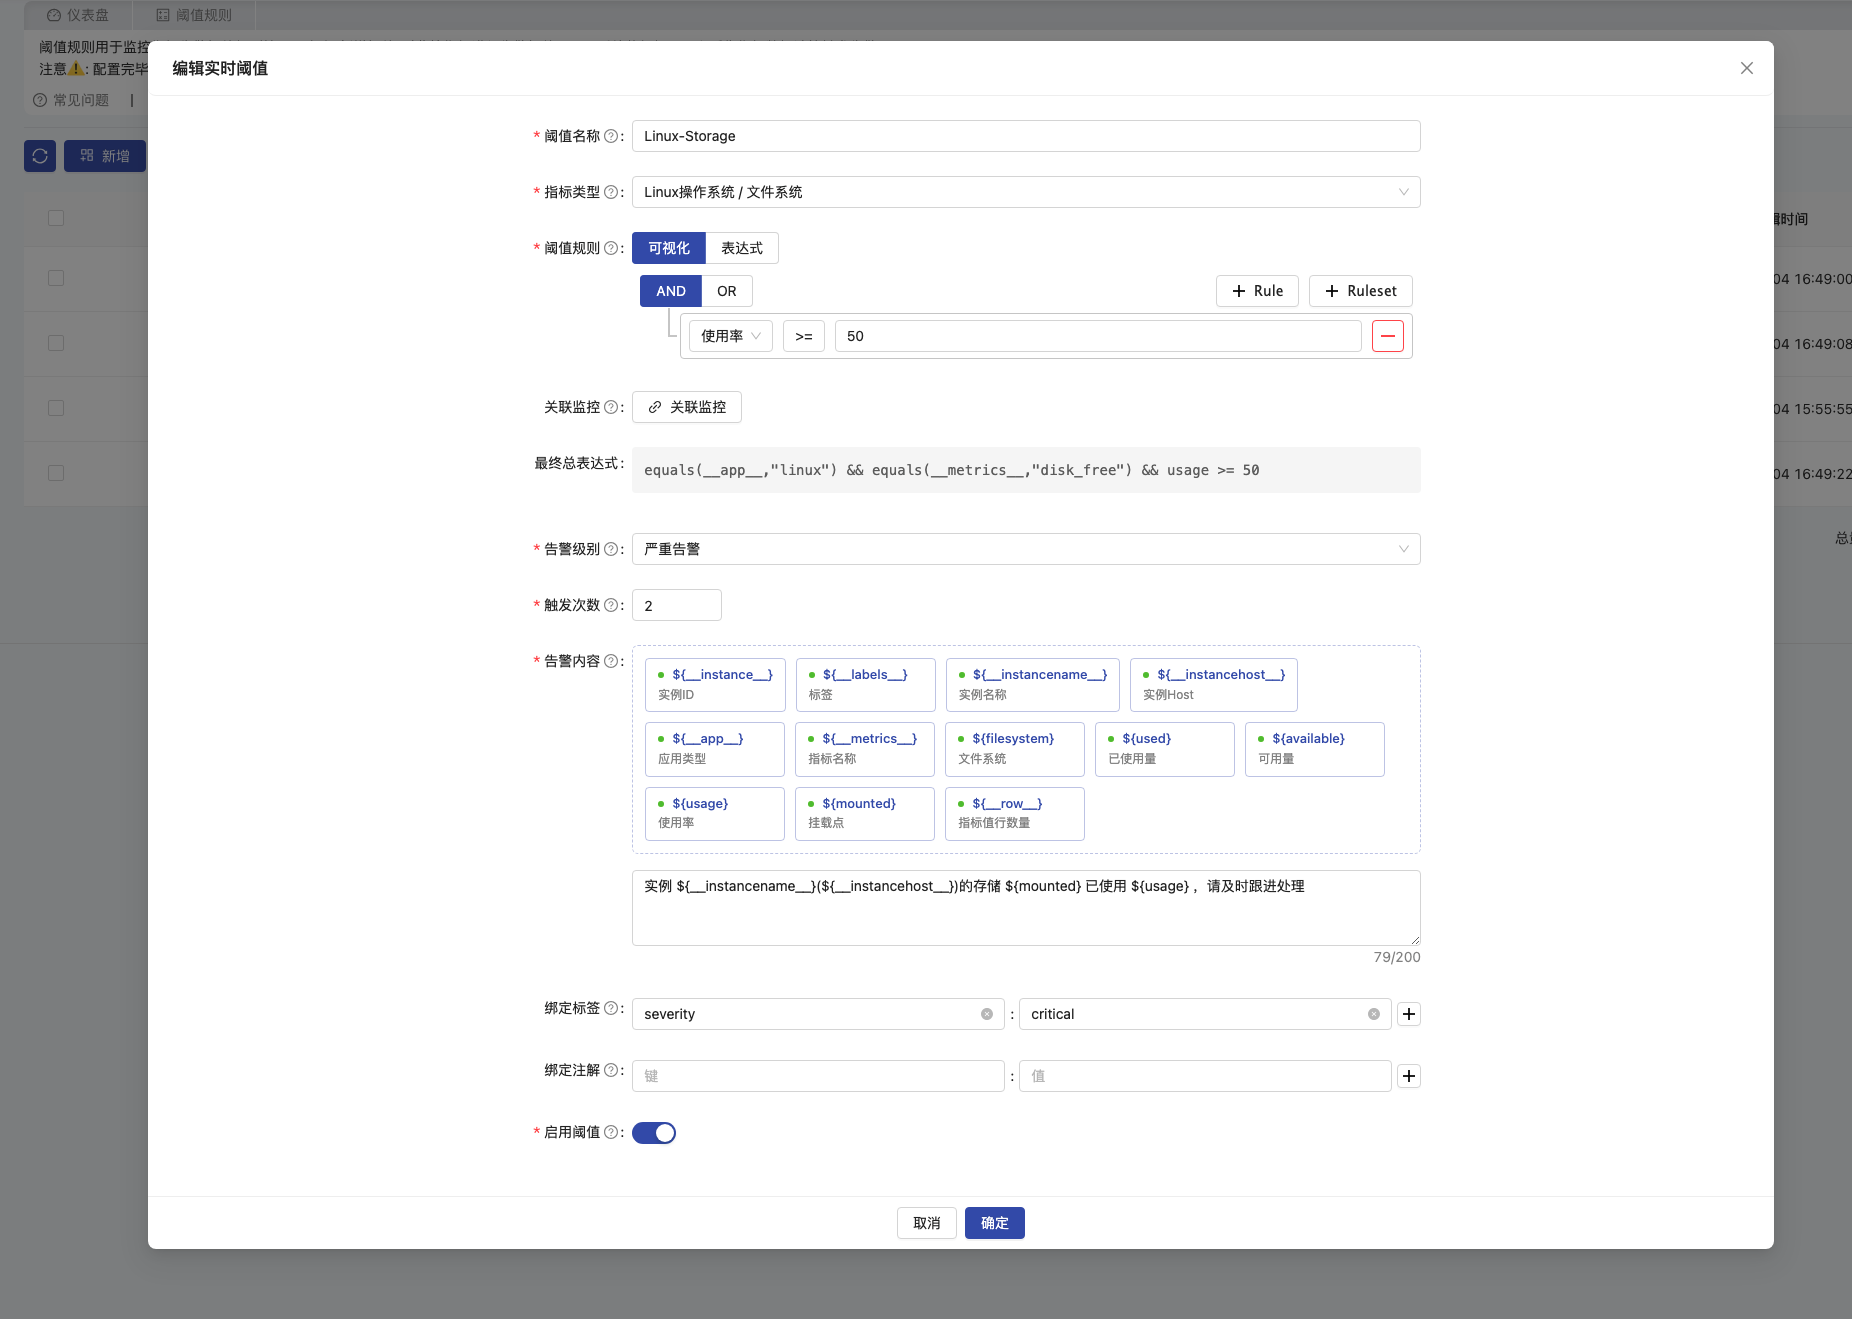 仪表盘 阈值规则
阈值规则用于监控
注意⚠️: 配置完毕
常见问题 |
新增
编辑实时阈值
* 阈值名称 : Linux-Storage
* 指标类型 : Linux操作系统 / 文件系统
* 阈值规则 : 可视化 表达式
AND OR + Rule + Ruleset
使用率 >= 50
关联监控 : 关联监控
最终总表达式: equals(__app__,"linux") && equals(__metrics__,"disk_free") && usage >= 50
* 告警级别 : 严重告警
* 触发次数 : 2
* 告警内容 :
${__instance__} ${__labels__} ${__instancename__} ${__instancehost__}
实例ID 标签 实例名称 实例Host
${__app__} ${__metrics__} ${filesystem} ${used} ${available}
应用类型 指标名称 文件系统 已使用量 可用量
${usage} ${mounted} ${__row__}
使用率 挂载点 指标值行数量
实例 ${__instancename__}(${__instancehost__})的存储 ${mounted} 已使用 ${usage} ，请及时跟进处理
79/200
绑定标签 : severity : critical
绑定注解 : 键 : 值
* 启用阈值 :
取消 确定
时间
04 16:49:00
04 16:49:08
04 15:55:55
04 16:49:22
总